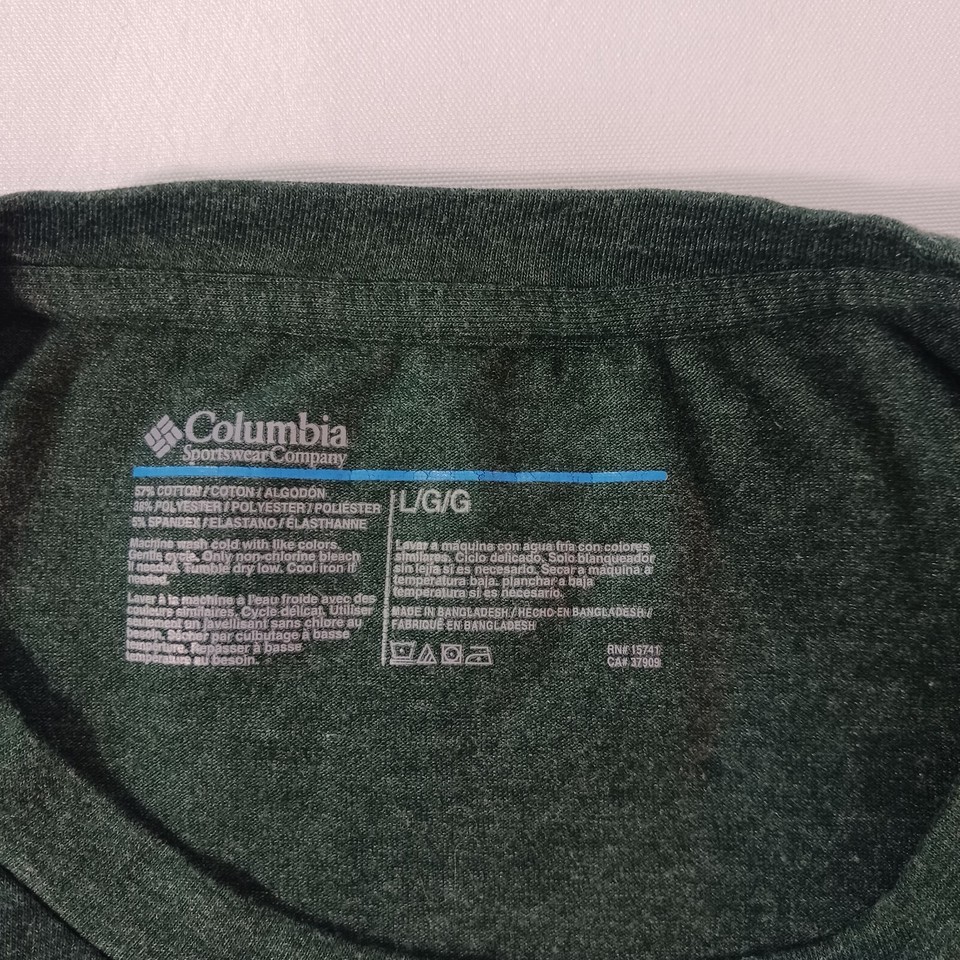 Columbia
Sportswear Company
57% COTTON / COTON / ALGODÓN
38% POLYESTER / POLYESTER / POLIÉSTER
5% SPANDEX / ELASTANO / ÉLASTHANNE
Machine wash cold with like colors.
Gentle cycle. Only non-chlorine bleach
if needed. Tumble dry low. Cool iron if
needed.
Laver à la machine à l'eau froide avec des
couleurs similaires. Cycle délicat. Utiliser
seulement un javellisant sans chlore au
besoin. Sécher par culbutage à basse
température. Repasser à basse
température au besoin.
L/G/G
Lavar a máquina con agua fría con colores
similares. Ciclo delicado. Solo blanqueador
sin lejía si es necesario. Secar a máquina a
temperatura baja. planchar a baja
temperatura si es necesario.
MADE IN BANGLADESH / HECHO EN BANGLADESH /
FABRIQUÉ EN BANGLADESH
RN# 15741
CA# 37909